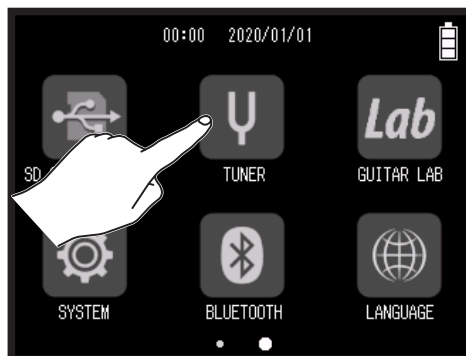 00:00 2020/01/01
Lab
SD
TUNER
GUITAR LAB
SYSTEM
BLUETOOTH
LANGUAGE